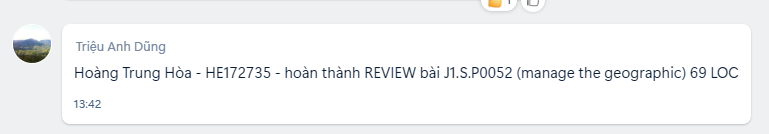 1
Triệu Anh Dũng
Hoàng Trung Hòa - HE172735 - hoàn thành REVIEW bài J1.S.P0052 (manage the geographic) 69 LOC
13:42